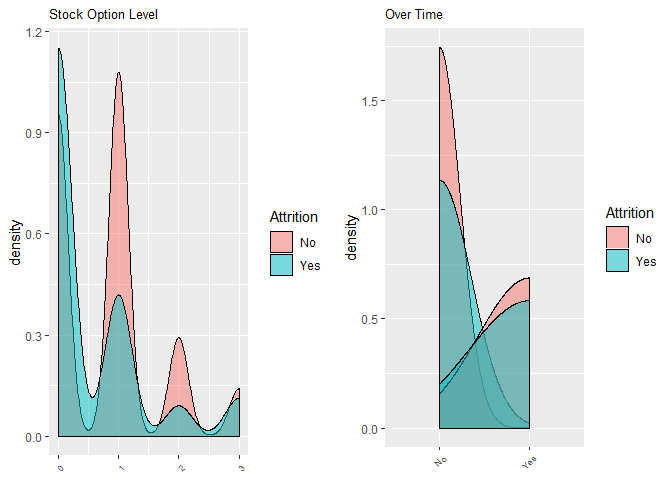 Stock Option Level
1.2
0.9
0.6
0.3
0.0
density
0
1
2
3
Attrition
No
Yes
Over Time
1.5
1.0
0.5
0.0
density
No
Yes
Attrition
No
Yes